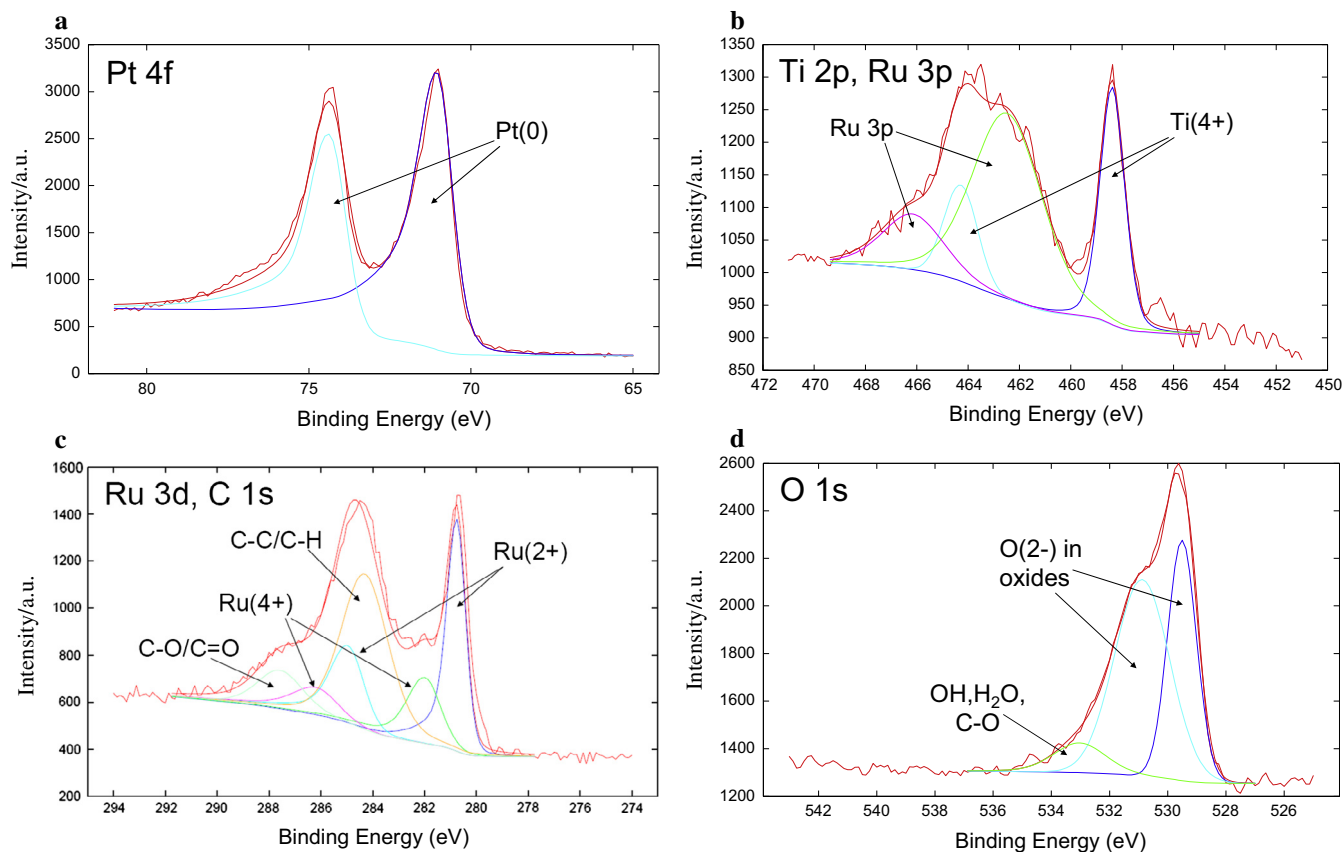 a
Pt 4f
Pt(0)
3500
3000
2500
2000
1500
1000
500
0
80
75
70
65
Intensity/a.u.
Binding Energy (eV)
b
Ti 2p, Ru 3p
Ru 3p
Ti(4+)
1350
1300
1250
1200
1150
1100
1050
1000
950
900
850
472
470
468
466
464
462
460
458
456
454
452
450
Intensity/a.u.
Binding Energy (eV)
c
Ru 3d, C 1s
C-C/C-H
Ru(2+)
Ru(4+)
C-O/C=O
1600
1400
1200
1000
800
600
400
200
294
292
290
288
286
284
282
280
278
276
274
Intensity/a.u.
Binding Energy (eV)
d
O 1s
O(2-) in
oxides
OH,H₂O,
C-O
2600
2400
2200
2000
1800
1600
1400
1200
542
540
538
536
534
532
530
528
526
Intensity/a.u.
Binding Energy (eV)